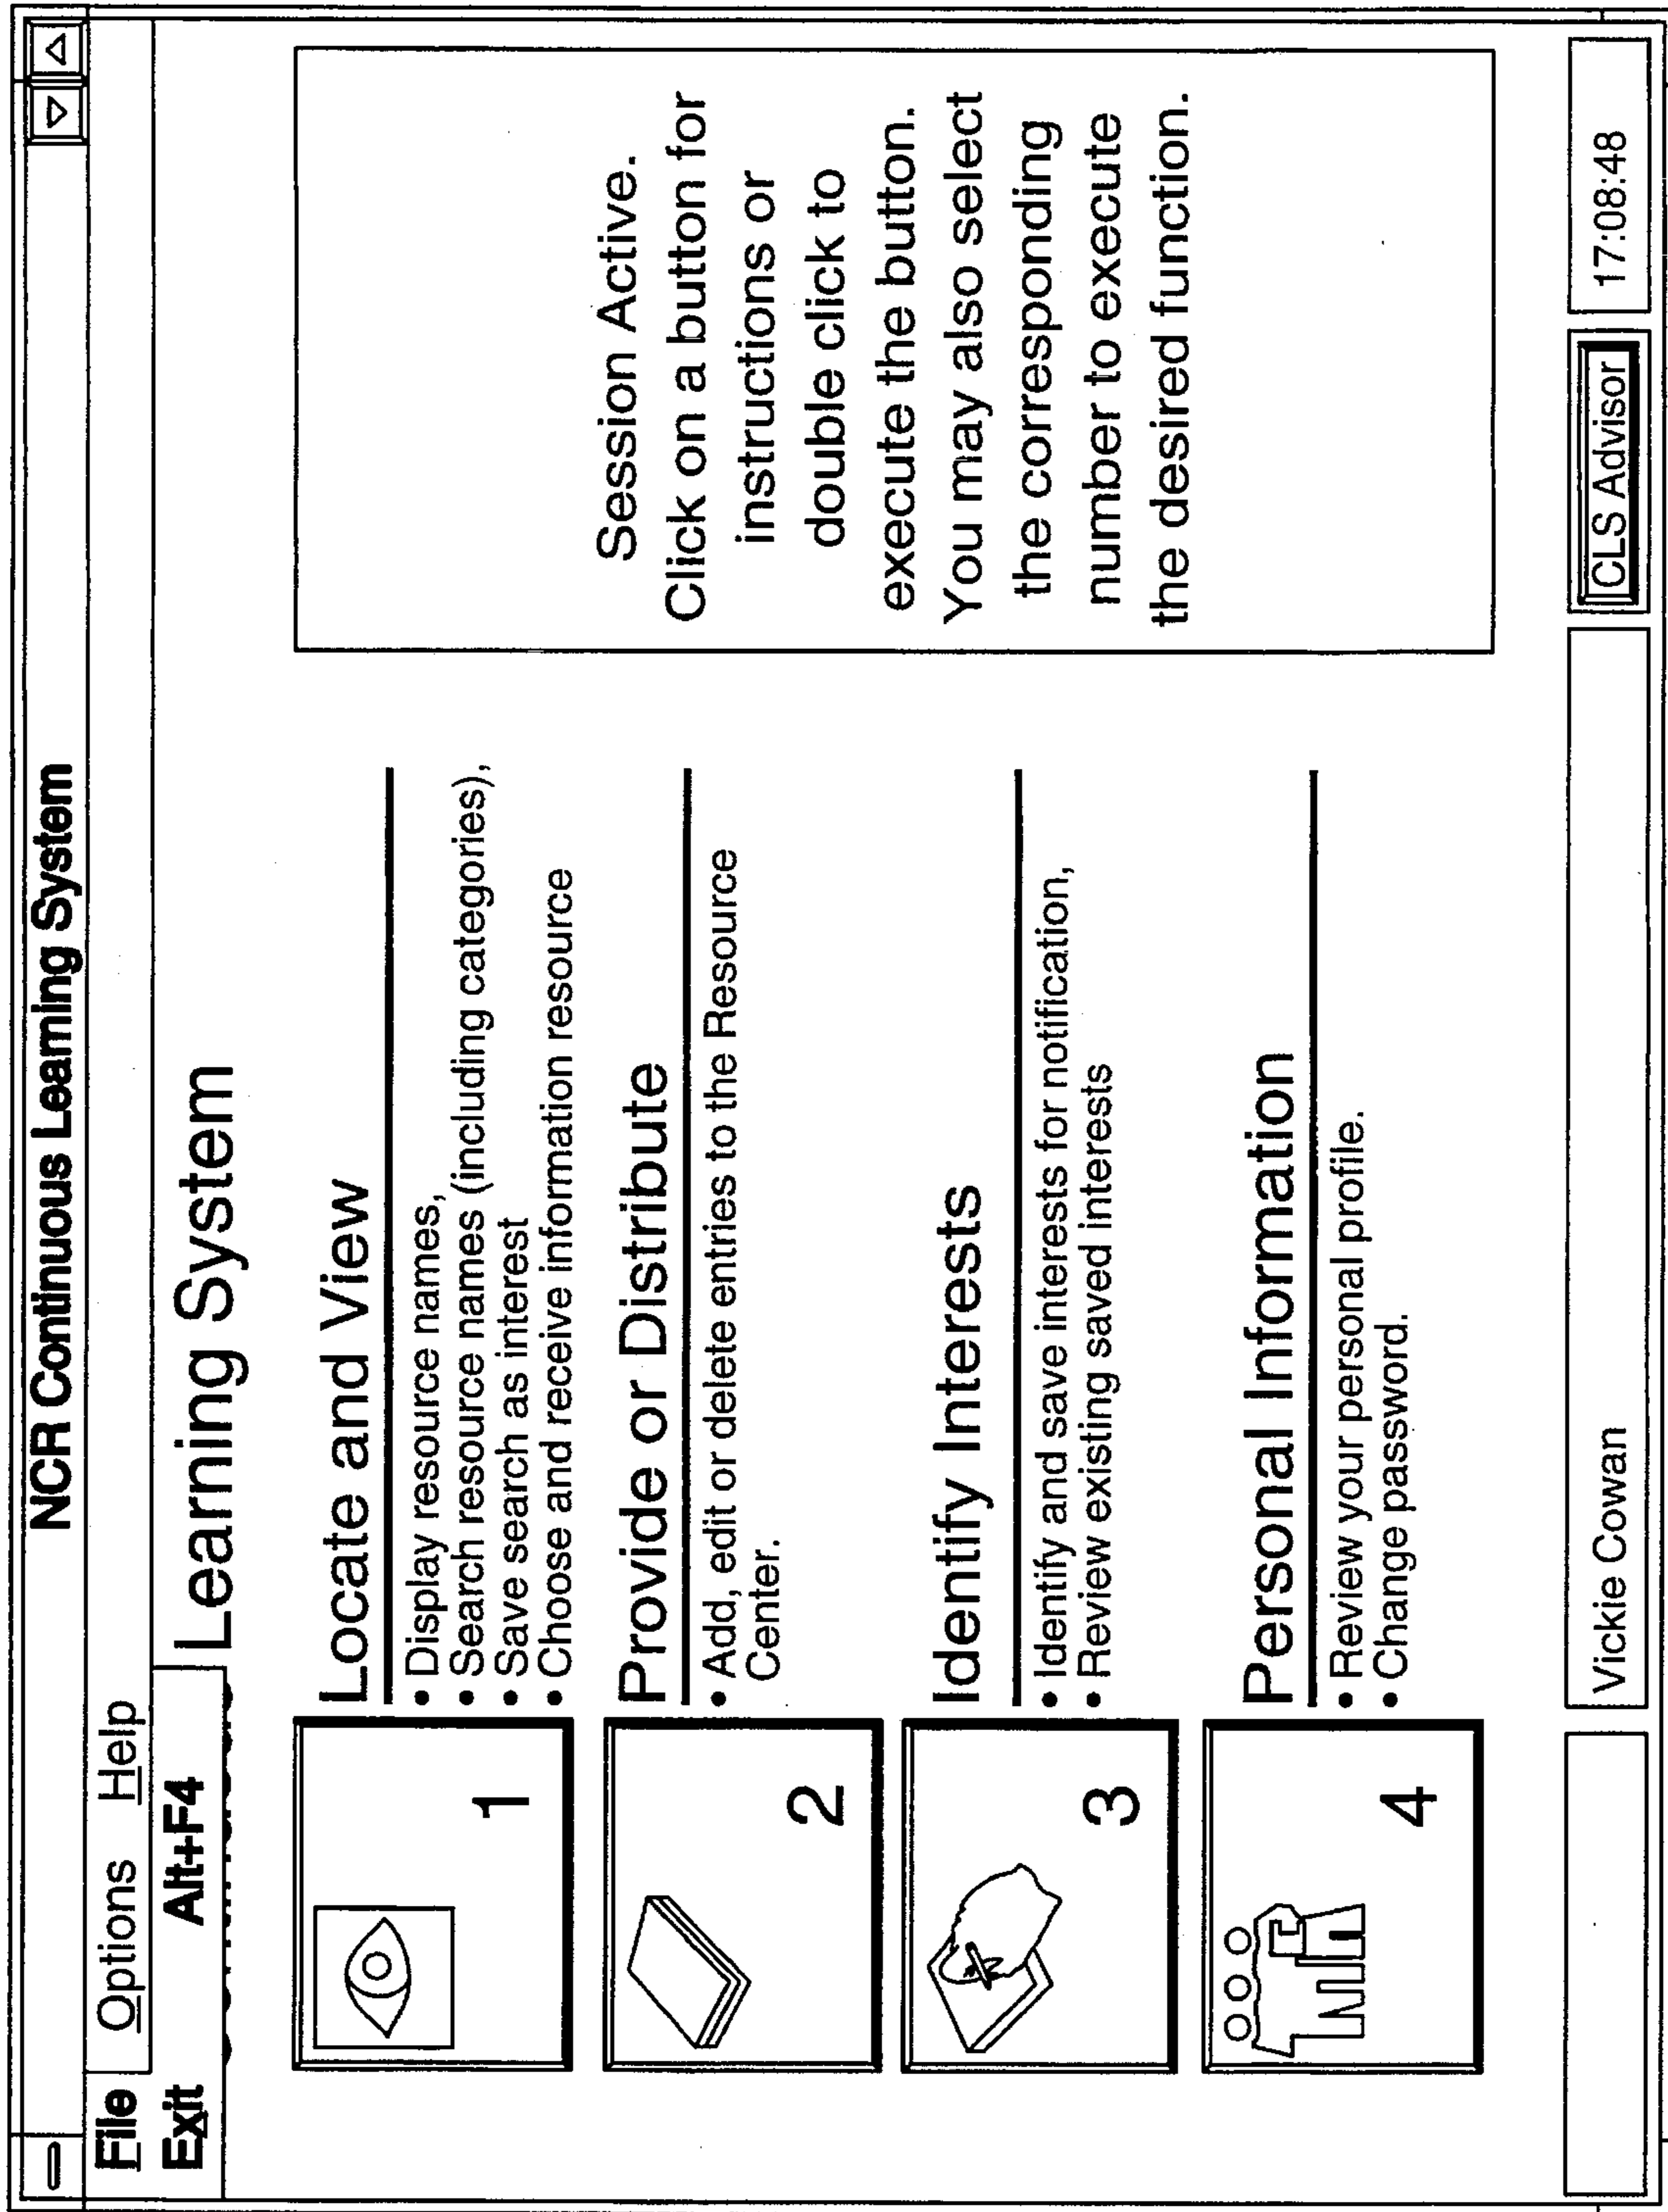 NCR Continuous Learning System
File Options Help
Exit Alt+F4
Learning System
1
Locate and View
• Display resource names,
• Search resource names (including categories),
• Save search as interest
• Choose and receive information resource
2
Provide or Distribute
• Add, edit or delete entries to the Resource
Center.
3
Identify Interests
• Identify and save interests for notification,
• Review existing saved interests
4
Personal Information
• Review your personal profile.
• Change password.
Session Active.
Click on a button for
instructions or
double click to
execute the button.
You may also select
the corresponding
number to execute
the desired function.
Vickie Cowan
CLS Advisor
17:08:48